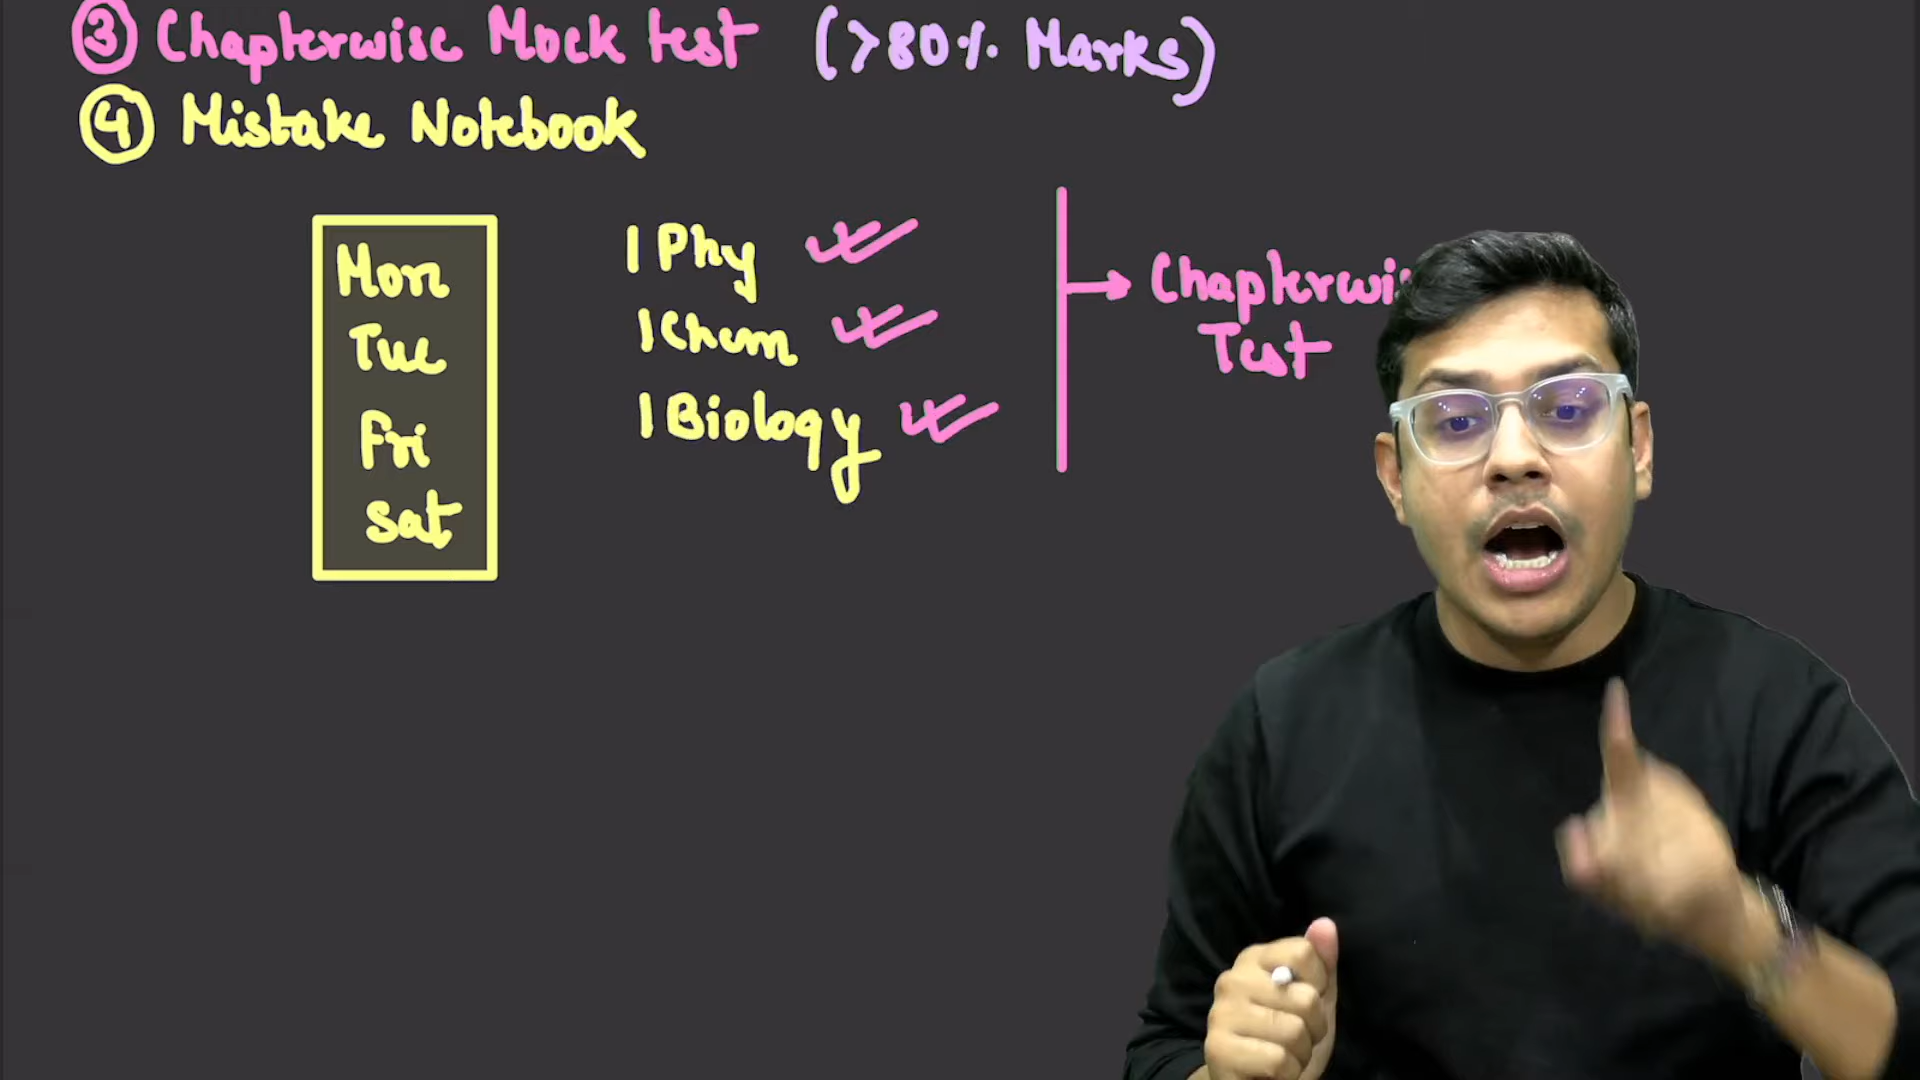 ③ Chapterwise Mock test (>80% Marks)
④ Mistake Notebook
Mon
Tue
Fri
Sat
1 Phy
1 Chem
1 Biology
Chapterwis
Test